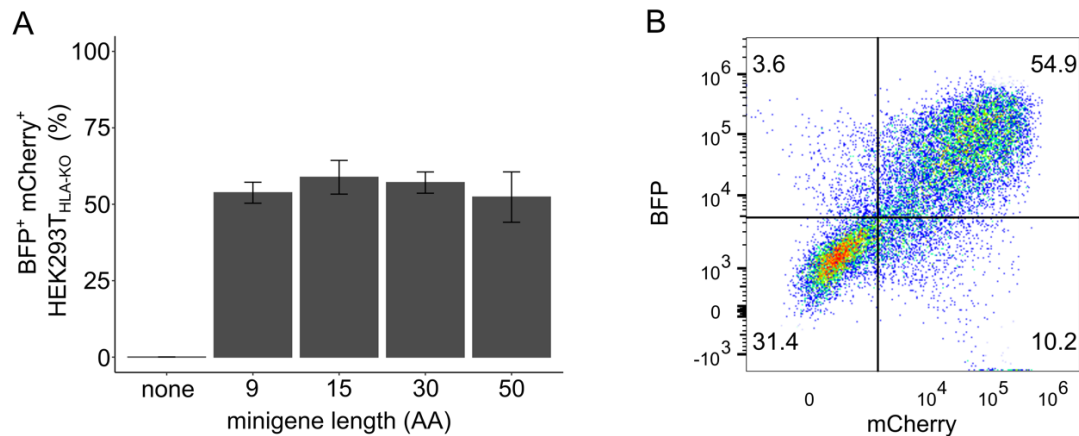 A
BFP⁺ mCherry⁺
HEK293T_HLA-KO (%)
100
75
50
25
0
none 9 15 30 50
minigene length (AA)
B
3.6 54.9
BFP
10⁶
10⁵
10⁴
10³
0
-10³
31.4 10.2
0 10⁴ 10⁵ 10⁶
mCherry